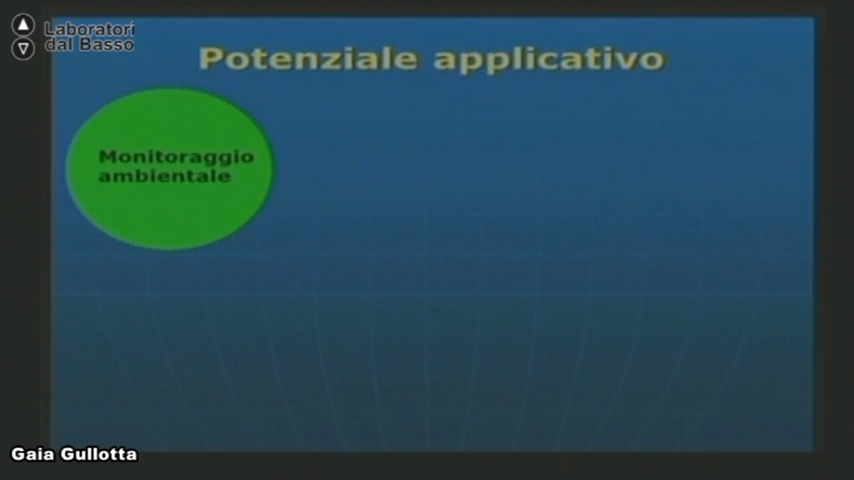 Laboratori
dal Basso
Potenziale applicativo
Monitoraggio
ambientale
Gaia Gullotta